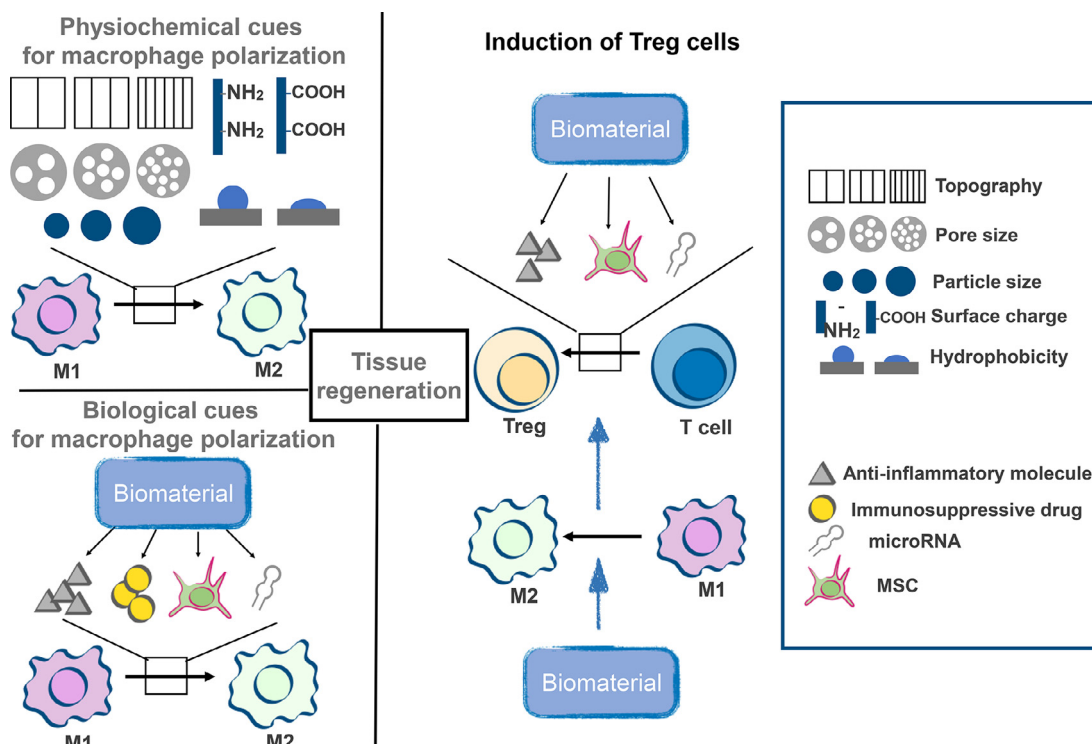 Physiochemical cues
for macrophage polarization
-NH2
-NH2
-COOH
-COOH
M1
M2
Biological cues
for macrophage polarization
Biomaterial
M1
M2
Tissue
regeneration
Induction of Treg cells
Biomaterial
Treg
T cell
M2
M1
Biomaterial
Topography
Pore size
Particle size
-
NH2
-COOH
Surface charge
Hydrophobicity
Anti-inflammatory molecule
Immunosuppressive drug
microRNA
MSC